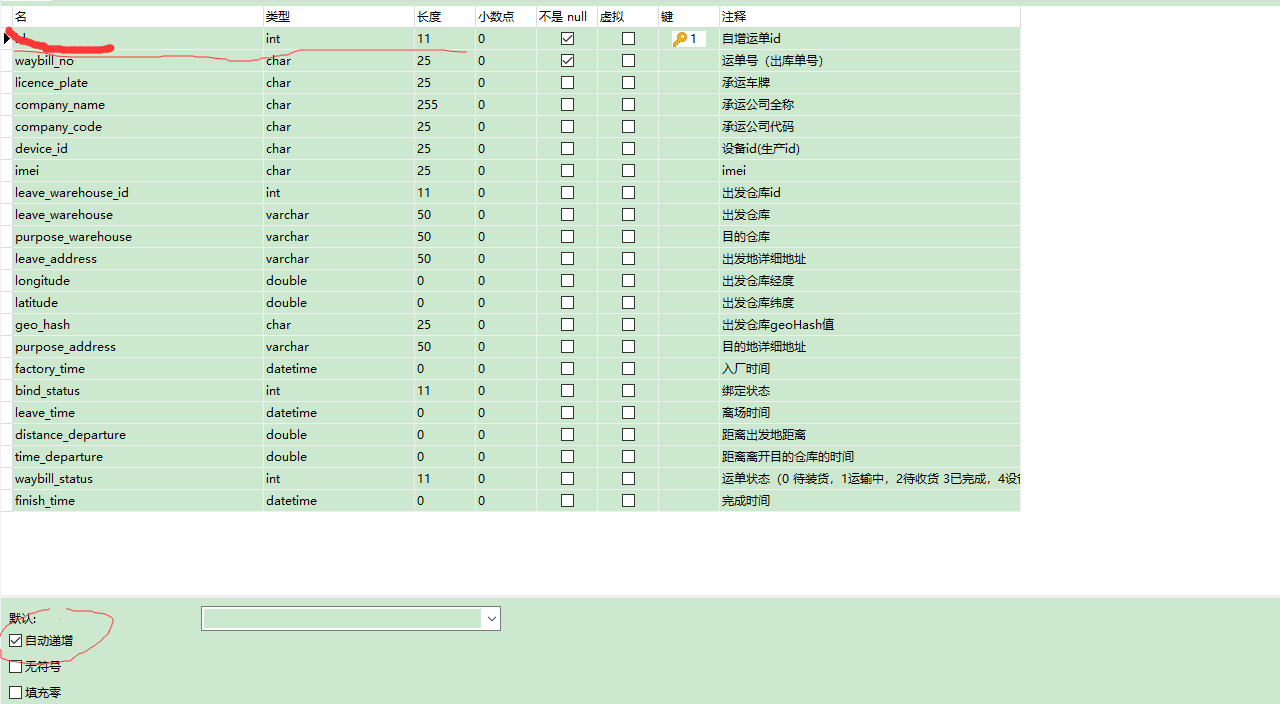 名 类型 长度 小数点 不是 null 虚拟 键 注释
int 11 0 1 自增运单id
waybill_no char 25 0 运单号（出库单号）
licence_plate char 25 0 承运车牌
company_name char 255 0 承运公司全称
company_code char 25 0 承运公司代码
device_id char 25 0 设备id(生产id)
imei char 25 0 imei
leave_warehouse_id int 11 0 出发仓库id
leave_warehouse varchar 50 0 出发仓库
purpose_warehouse varchar 50 0 目的仓库
leave_address varchar 50 0 出发地详细地址
longitude double 0 0 出发仓库经度
latitude double 0 0 出发仓库纬度
geo_hash char 25 0 出发仓库geoHash值
purpose_address varchar 50 0 目的地详细地址
factory_time datetime 0 0 入厂时间
bind_status int 11 0 绑定状态
leave_time datetime 0 0 离场时间
distance_departure double 0 0 距离出发地距离
time_departure double 0 0 距离离开目的仓库的时间
waybill_status int 11 0 运单状态（0 待装货，1运输中，2待收货 3已完成，4设
finish_time datetime 0 0 完成时间
默认:
自动递增
无符号
填充零